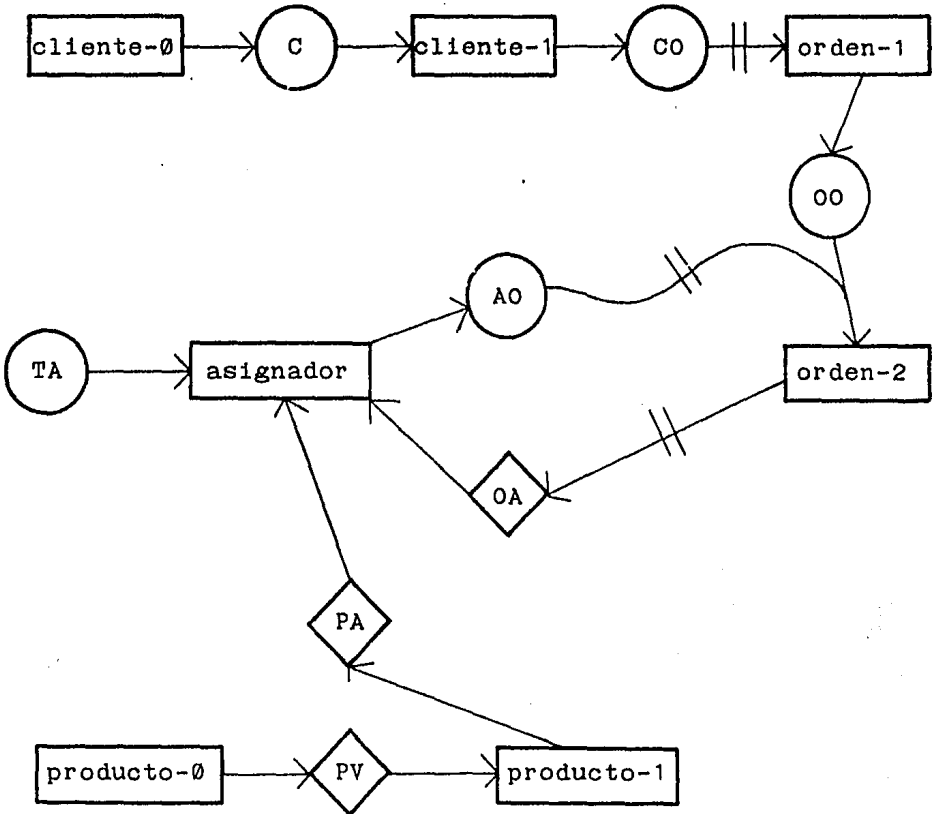 cliente-0
C
cliente-1
CO
orden-1
OO
AO
TA
asignador
orden-2
OA
PA
producto-0
PV
producto-1